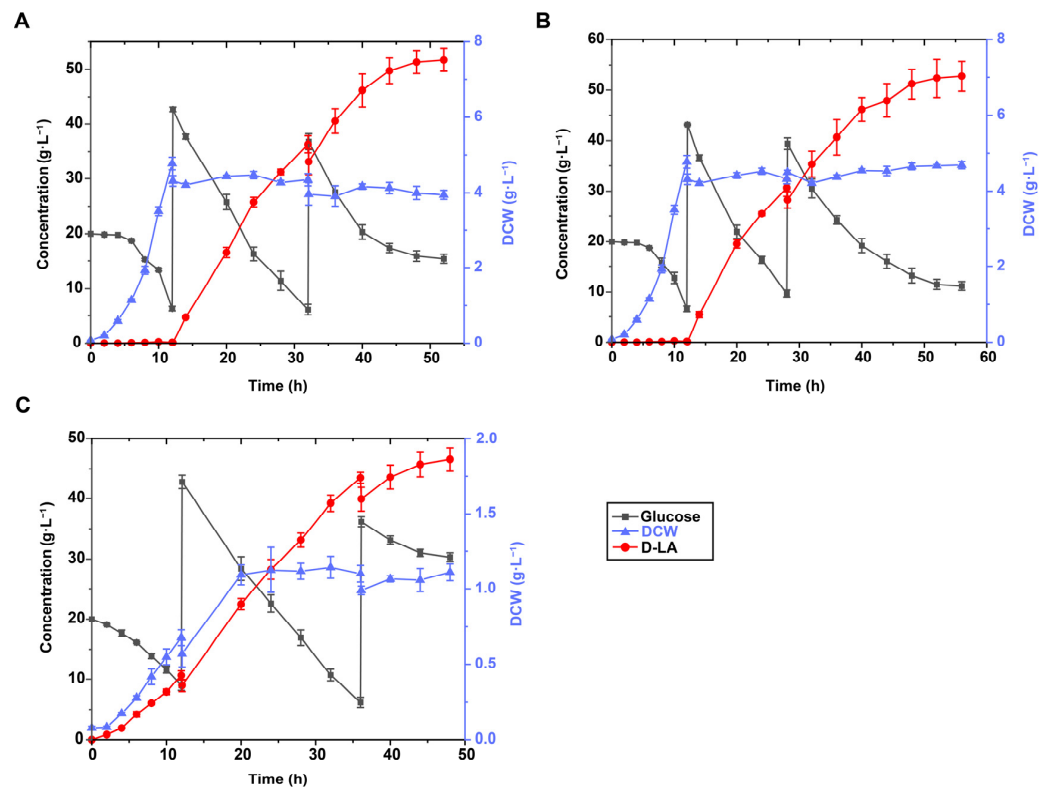 A
Concentration (g·L⁻¹)
50
40
30
20
10
0
8
6
4
2
0
DCW (g·L⁻¹)
0 10 20 30 40 50
Time (h)
B
Concentration (g·L⁻¹)
60
50
40
30
20
10
0
8
6
4
2
0
DCW (g·L⁻¹)
0 10 20 30 40 50 60
Time (h)
C
Concentration (g·L⁻¹)
50
40
30
20
10
0
2.0
1.5
1.0
0.5
0.0
DCW (g·L⁻¹)
0 10 20 30 40 50
Time (h)
Glucose
DCW
D-LA